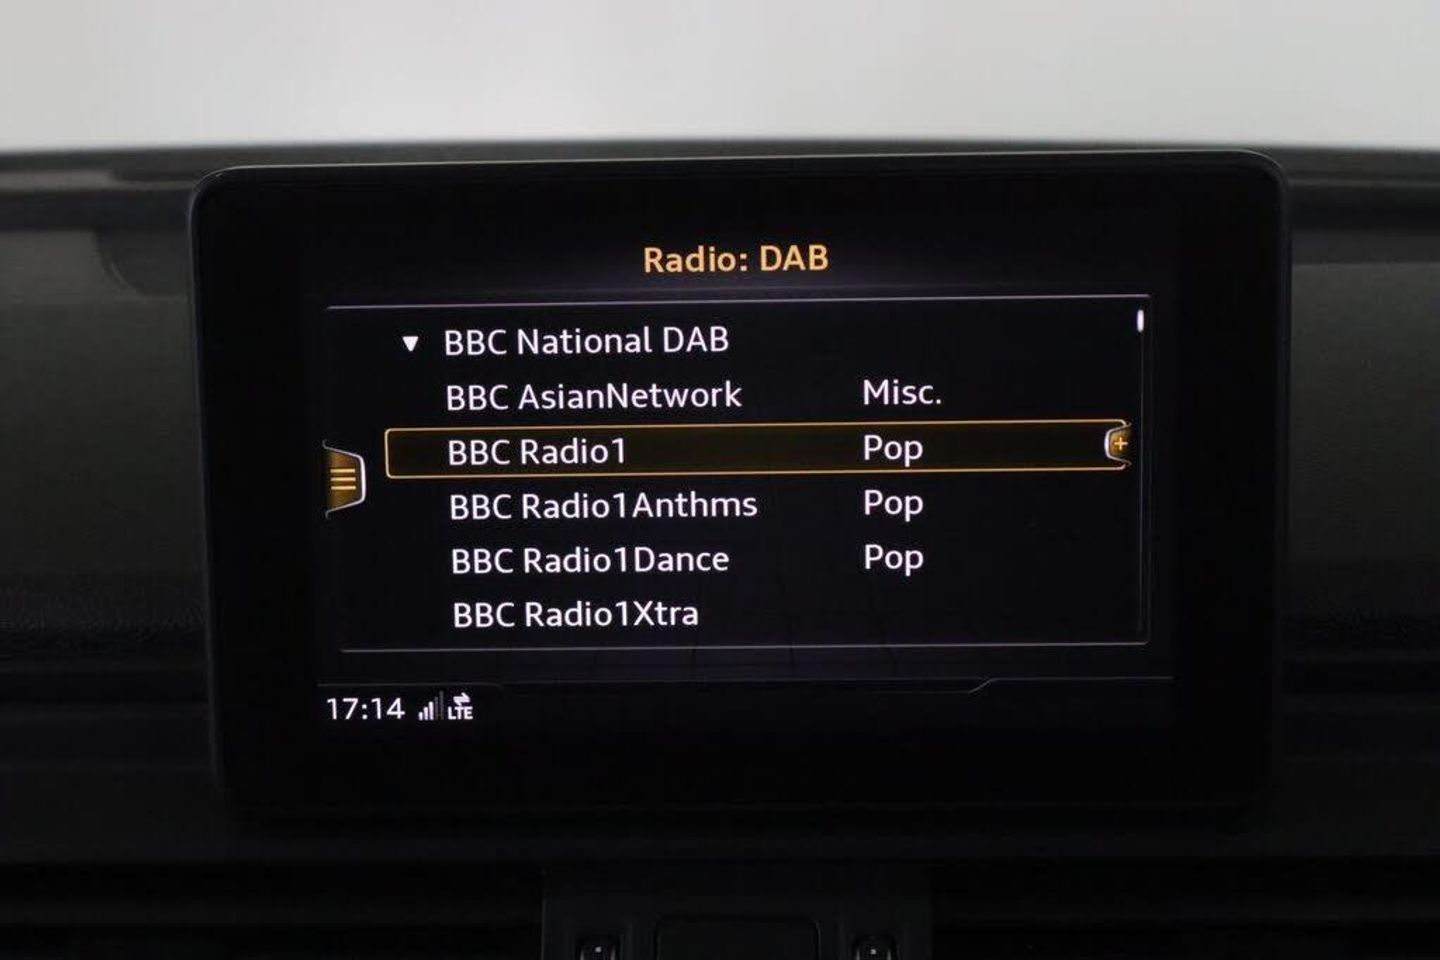 Radio: DAB
BBC National DAB
BBC AsianNetwork Misc.
BBC Radio1 Pop
BBC Radio1Anthms Pop
BBC Radio1Dance Pop
BBC Radio1Xtra
17:14 LTE